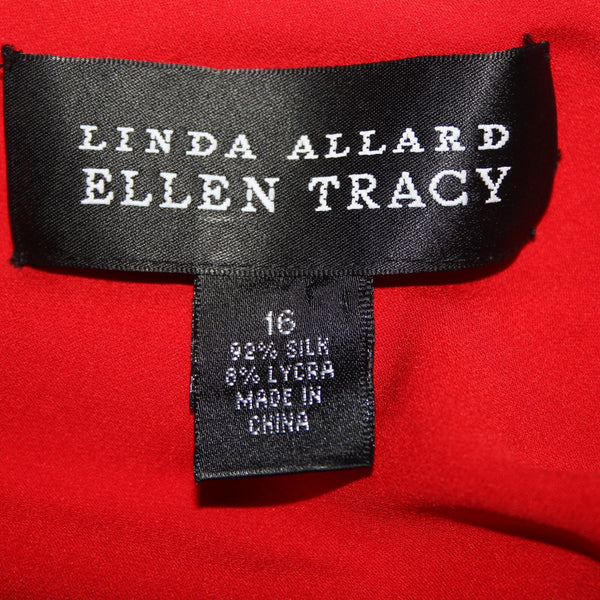 LINDA ALLARD
ELLEN TRACY
16
92% SILK
8% LYCRA
MADE IN
CHINA